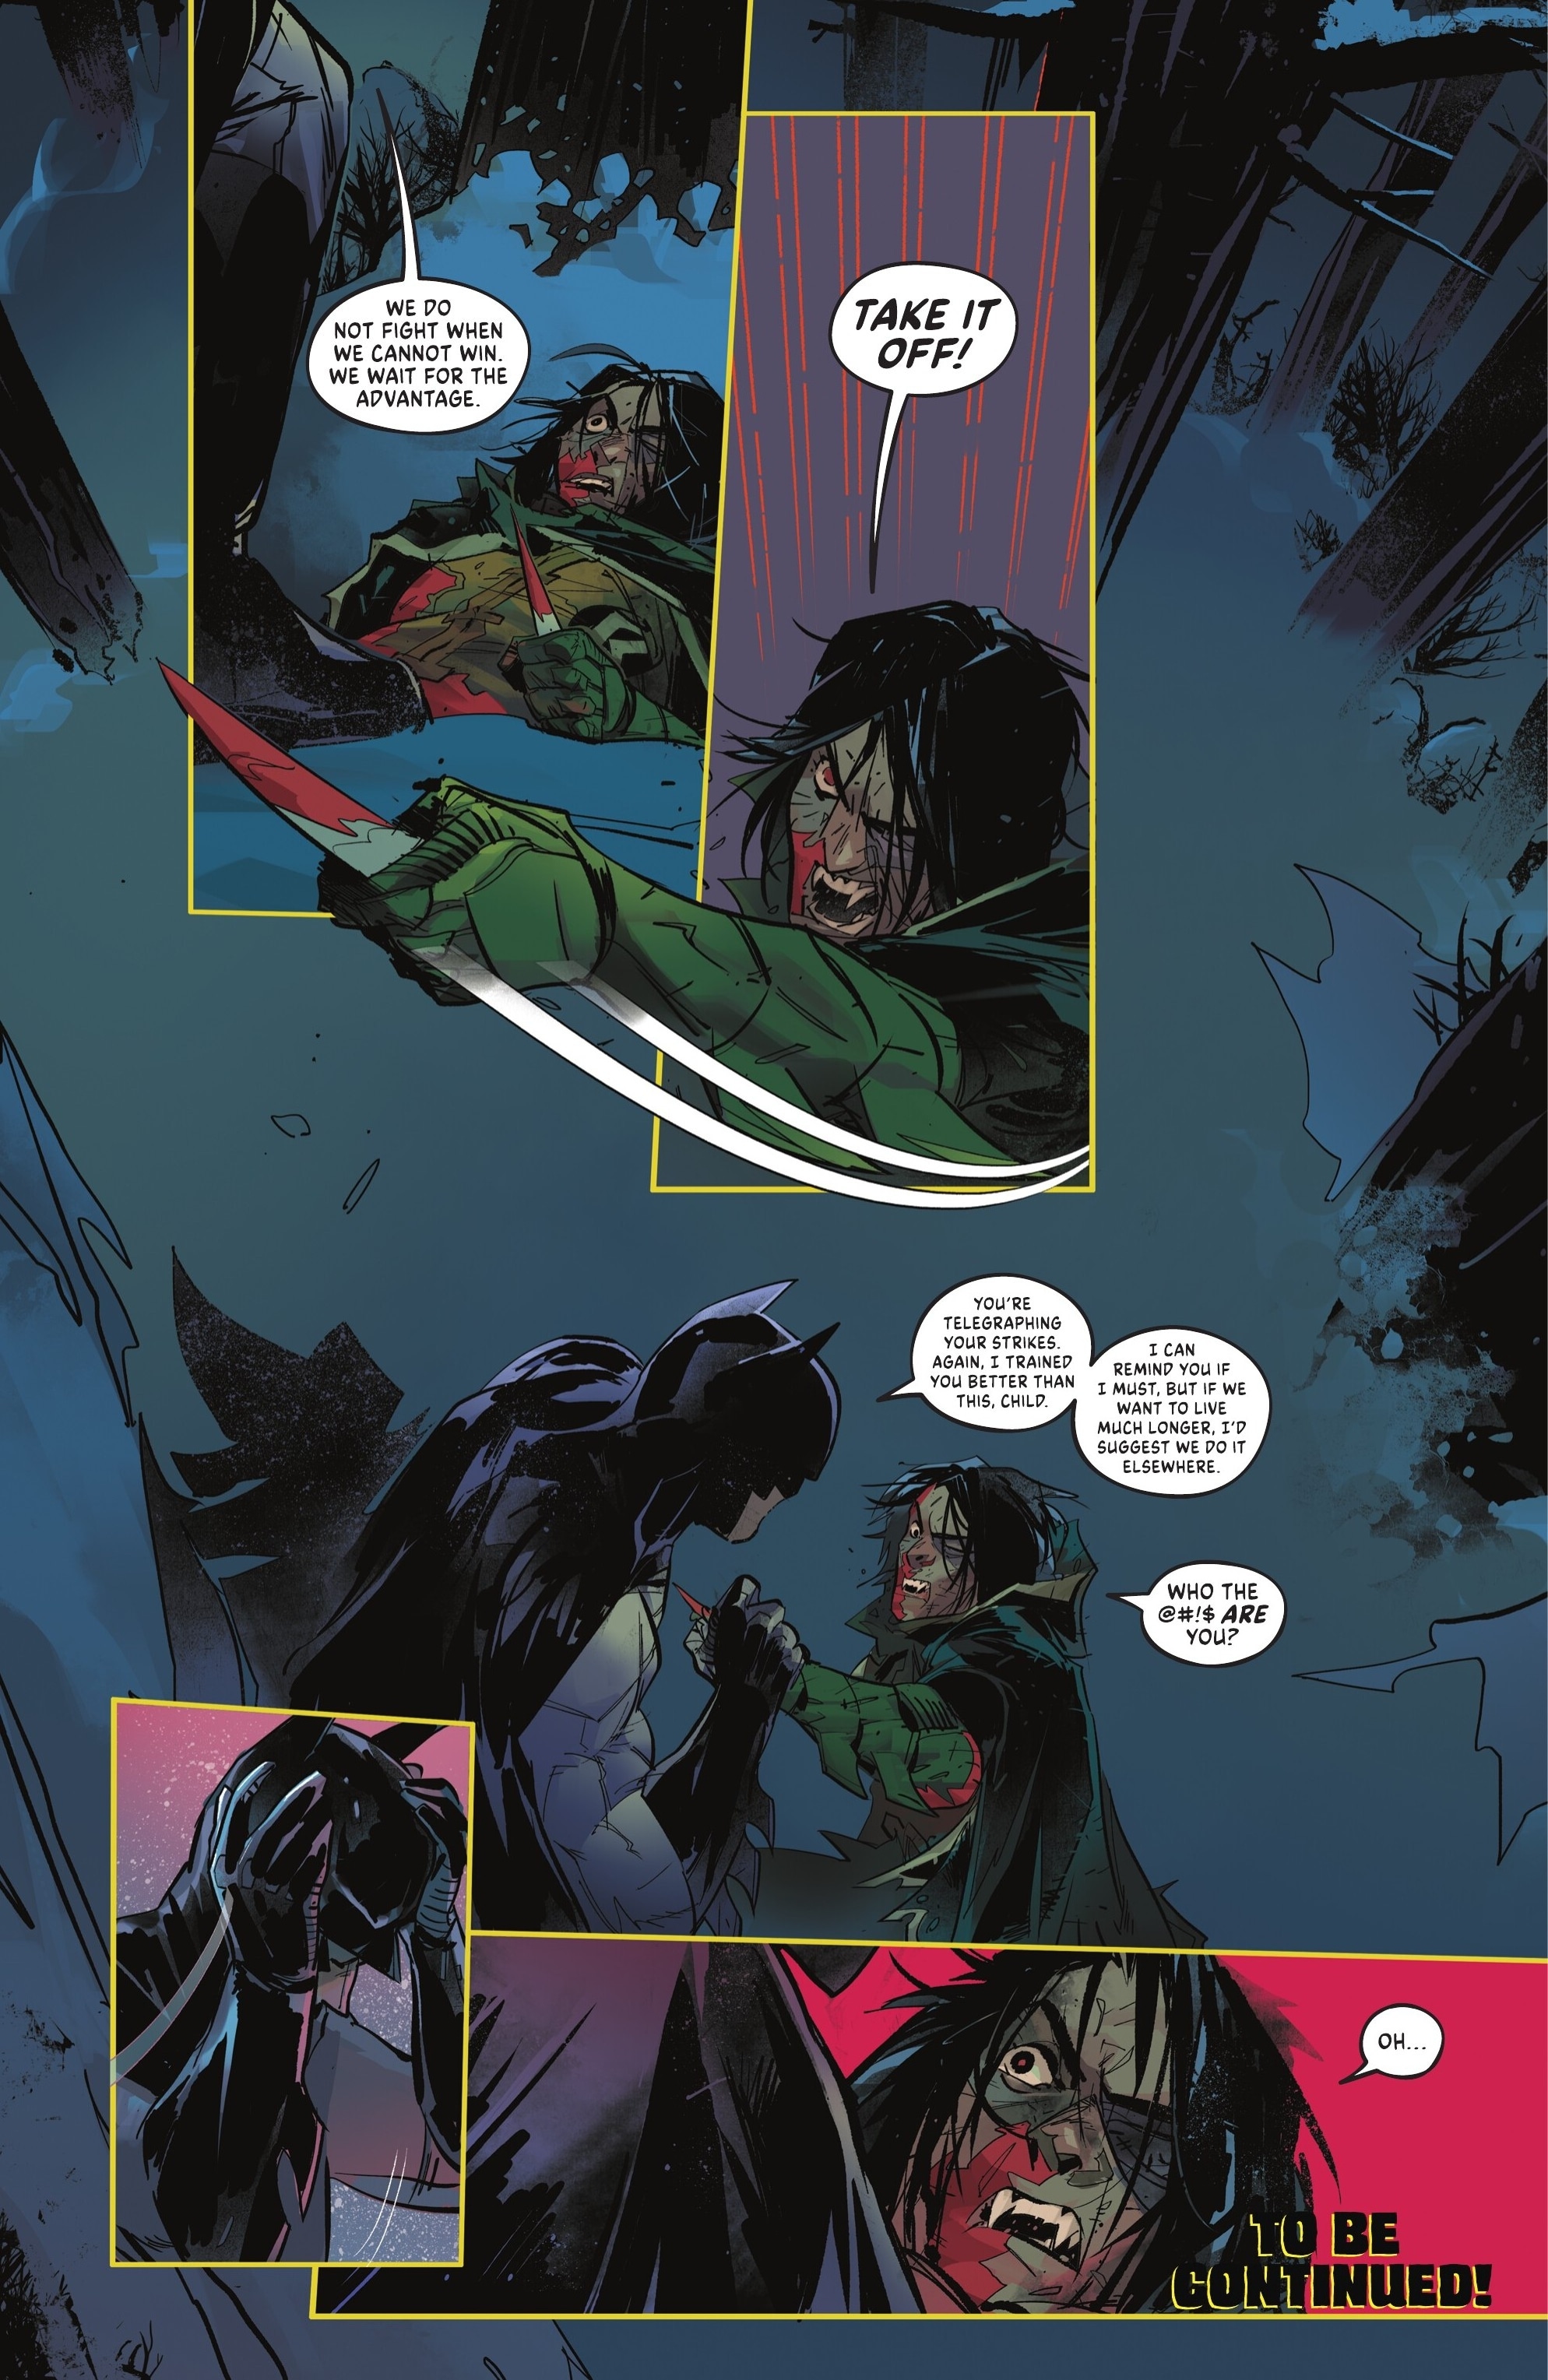 WE DO
NOT FIGHT WHEN
WE CANNOT WIN.
WE WAIT FOR THE
ADVANTAGE.
TAKE IT
OFF!
YOU'RE
TELEGRAPHING
YOUR STRIKES.
AGAIN, I TRAINED
YOU BETTER THAN
THIS, CHILD.
I CAN
REMIND YOU IF
I MUST, BUT IF WE
WANT TO LIVE
MUCH LONGER, I'D
SUGGEST WE DO IT
ELSEWHERE.
WHO THE
@#!$ ARE
YOU?
OH...
TO BE
CONTINUED!